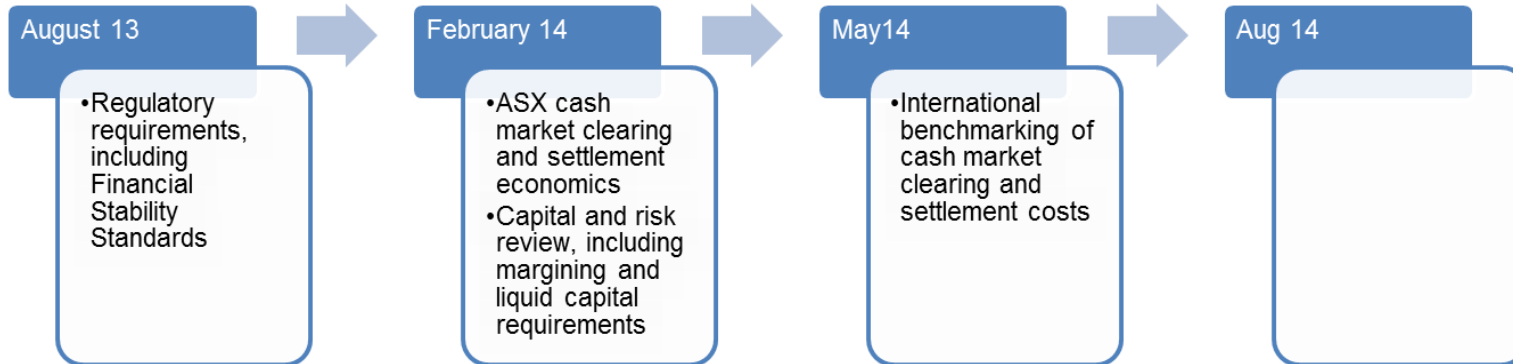 August 13
•Regulatory
requirements,
including
Financial
Stability
Standards
February 14
•ASX cash
market clearing
and settlement
economics
•Capital and risk
review, including
margining and
liquid capital
requirements
May14
•International
benchmarking of
cash market
clearing and
settlement costs
Aug 14